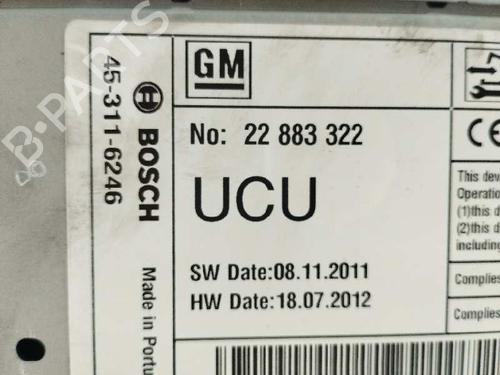 GM
No: 22 883 322
UCU
SW Date:08.11.2011
HW Date:18.07.2012
BOSCH
45-311-6246
Made in Portu
CE
This dev
Operation
(1)this d
(2)this d
including
Complies
Complies
B-PARTS